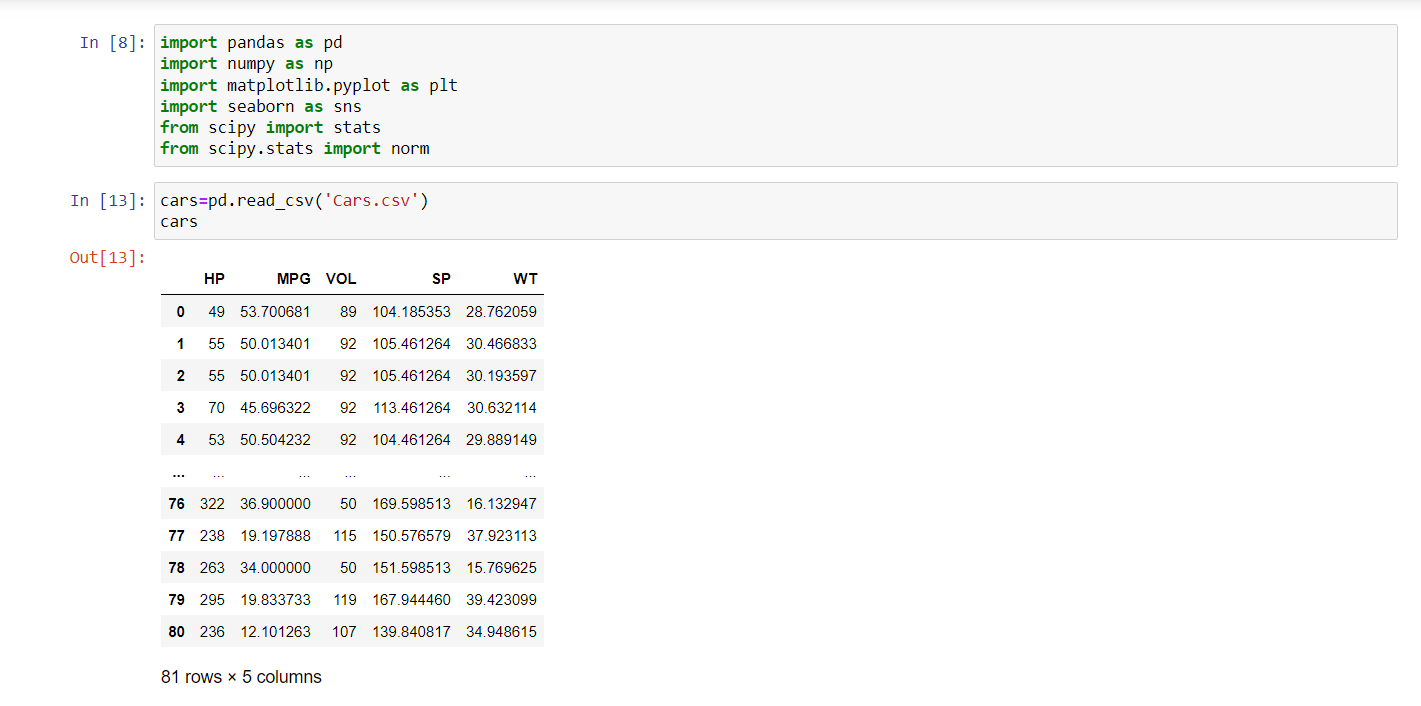 In [8]: import pandas as pd
import numpy as np
import matplotlib.pyplot as plt
import seaborn as sns
from scipy import stats
from scipy.stats import norm
In [13]: cars=pd.read_csv('Cars.csv')
cars
Out[13]:
HP MPG VOL SP WT
0 49 53.700681 89 104.185353 28.762059
1 55 50.013401 92 105.461264 30.466833
2 55 50.013401 92 105.461264 30.193597
3 70 45.696322 92 113.461264 30.632114
4 53 50.504232 92 104.461264 29.889149
... ... ... ... ... ...
76 322 36.900000 50 169.598513 16.132947
77 238 19.197888 115 150.576579 37.923113
78 263 34.000000 50 151.598513 15.769625
79 295 19.833733 119 167.944460 39.423099
80 236 12.101263 107 139.840817 34.948615
81 rows × 5 columns